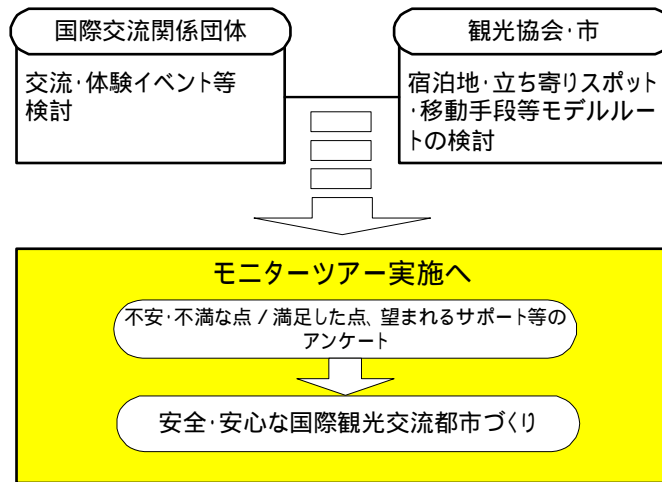 国際交流関係団体
交流・体験イベント等
検討
観光協会・市
宿泊地・立ち寄りスポット
・移動手段等モデルルー
トの検討
モニターツアー実施へ
不安・不満な点 / 満足した点、望まれるサポート等の
アンケート
安全・安心な国際観光交流都市づくり